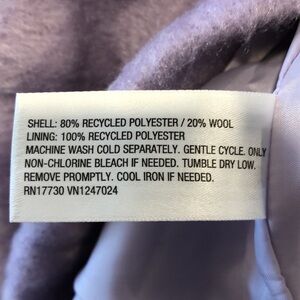 SHELL: 80% RECYCLED POLYESTER / 20% WOOL
LINING: 100% RECYCLED POLYESTER
MACHINE WASH COLD SEPARATELY. GENTLE CYCLE. ONLY
NON-CHLORINE BLEACH IF NEEDED. TUMBLE DRY LOW.
REMOVE PROMPTLY. COOL IRON IF NEEDED.
RN17730 VN1247024